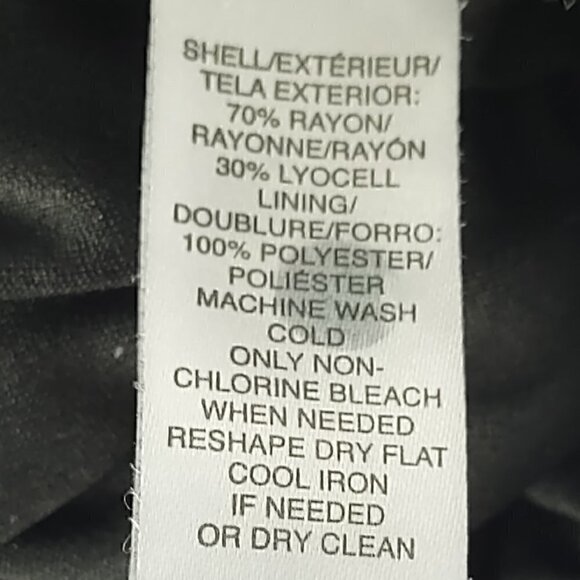 SHELL/EXTÉRIEUR/
TELA EXTERIOR:
70% RAYON/
RAYONNE/RAYÓN
30% LYOCELL
LINING/
DOUBLURE/FORRO:
100% POLYESTER/
POLIÉSTER
MACHINE WASH
COLD
ONLY NON-
CHLORINE BLEACH
WHEN NEEDED
RESHAPE DRY FLAT
COOL IRON
IF NEEDED
OR DRY CLEAN